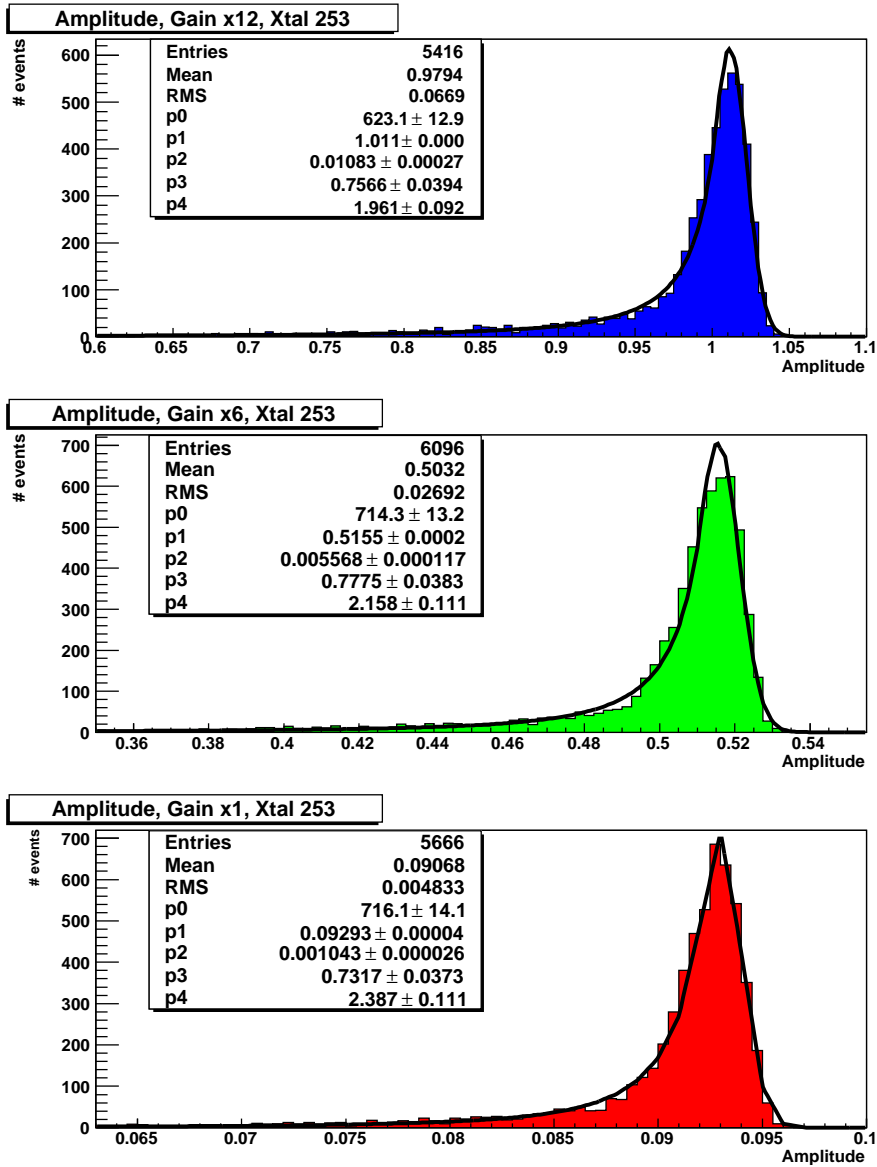 Amplitude, Gain x12, Xtal 253
# events
Entries 5416
Mean 0.9794
RMS 0.0669
p0 623.1 ± 12.9
p1 1.011 ± 0.000
p2 0.01083 ± 0.00027
p3 0.7566 ± 0.0394
p4 1.961 ± 0.092
600
500
400
300
200
100
0
0.6 0.65 0.7 0.75 0.8 0.85 0.9 0.95 1 1.05 1.1
Amplitude
Amplitude, Gain x6, Xtal 253
# events
Entries 6096
Mean 0.5032
RMS 0.02692
p0 714.3 ± 13.2
p1 0.5155 ± 0.0002
p2 0.005568 ± 0.000117
p3 0.7775 ± 0.0383
p4 2.158 ± 0.111
700
600
500
400
300
200
100
0
0.36 0.38 0.4 0.42 0.44 0.46 0.48 0.5 0.52 0.54
Amplitude
Amplitude, Gain x1, Xtal 253
# events
Entries 5666
Mean 0.09068
RMS 0.004833
p0 716.1 ± 14.1
p1 0.09293 ± 0.00004
p2 0.001043 ± 0.000026
p3 0.7317 ± 0.0373
p4 2.387 ± 0.111
700
600
500
400
300
200
100
0
0.065 0.07 0.075 0.08 0.085 0.09 0.095 0.1
Amplitude